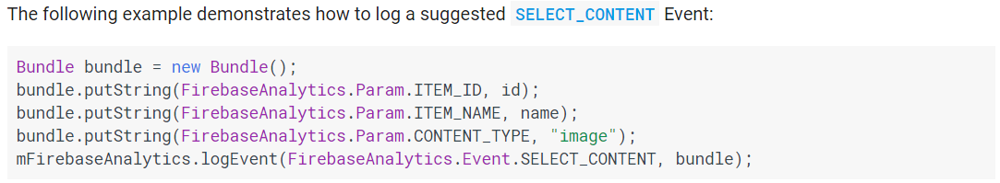 The following example demonstrates how to log a suggested SELECT_CONTENT Event:
Bundle bundle = new Bundle();
bundle.putString(FirebaseAnalytics.Param.ITEM_ID, id);
bundle.putString(FirebaseAnalytics.Param.ITEM_NAME, name);
bundle.putString(FirebaseAnalytics.Param.CONTENT_TYPE, "image");
mFirebaseAnalytics.logEvent(FirebaseAnalytics.Event.SELECT_CONTENT, bundle);